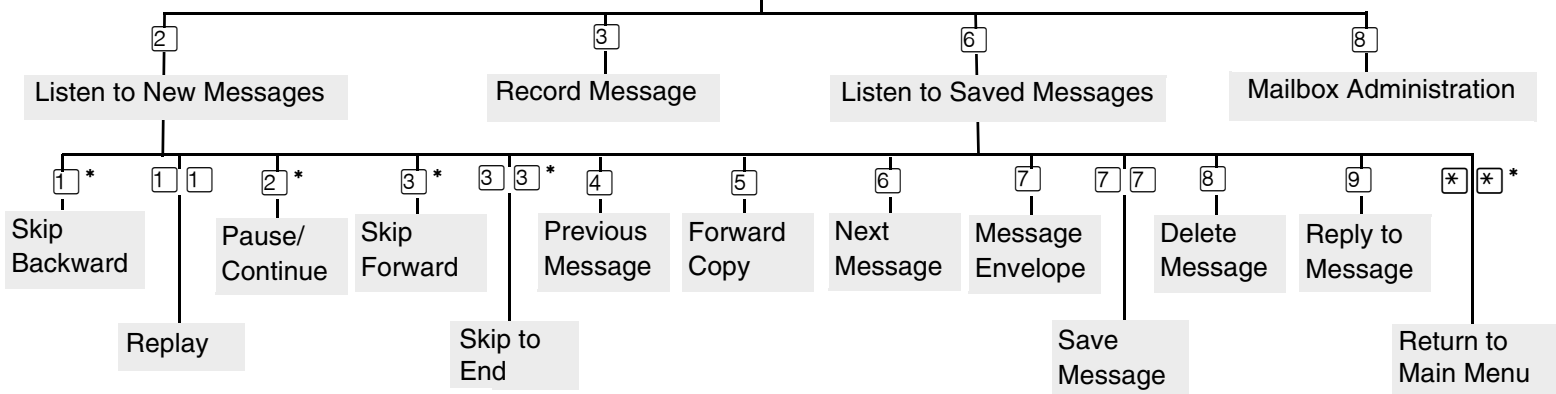 2 3 6 8
Listen to New Messages Record Message Listen to Saved Messages Mailbox Administration
1 * 1 1 2 * 3 * 3 3 * 4 5 6 7 7 7 8 9 * * *
Skip Backward
Pause/ Continue
Skip Forward
Previous Message
Forward Copy
Next Message
Message Envelope
Delete Message
Reply to Message
Replay
Skip to End
Save Message
Return to Main Menu